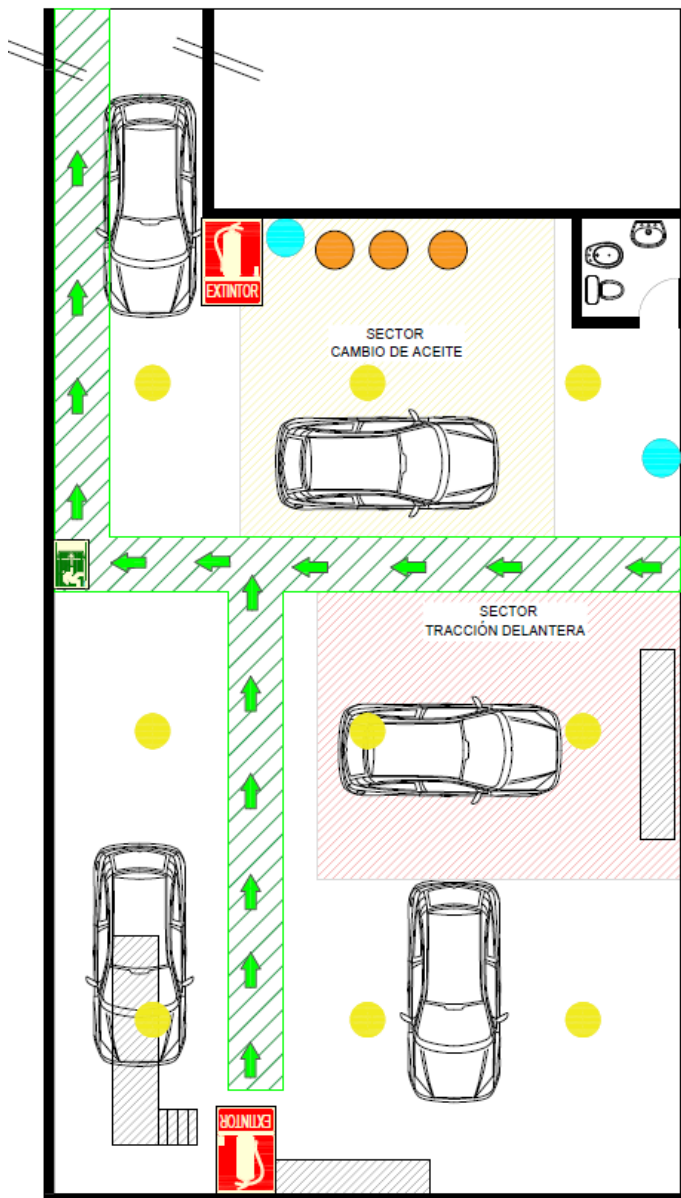 EXTINTOR
SECTOR
CAMBIO DE ACEITE
SECTOR
TRACCIÓN DELANTERA
EXTINTOR